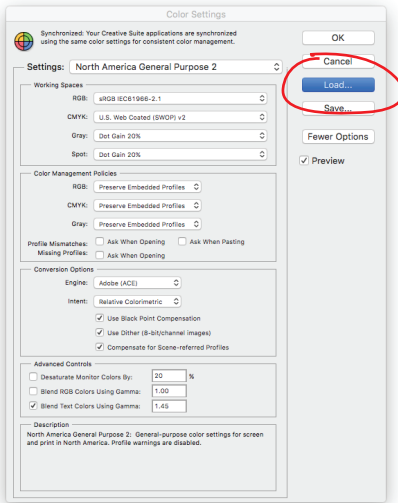 Color Settings
Synchronized: Your Creative Suite applications are synchronized
using the same color settings for consistent color management.
OK
Cancel
Settings: North America General Purpose 2
Load...
Working Spaces
RGB: sRGB IEC61966-2.1
Save...
CMYK: U.S. Web Coated (SWOP) v2
Gray: Dot Gain 20%
Fewer Options
Spot: Dot Gain 20%
Preview
Color Management Policies
RGB: Preserve Embedded Profiles
CMYK: Preserve Embedded Profiles
Gray: Preserve Embedded Profiles
Profile Mismatches: Ask When Opening Ask When Pasting
Missing Profiles: Ask When Opening
Conversion Options
Engine: Adobe (ACE)
Intent: Relative Colorimetric
Use Black Point Compensation
Use Dither (8-bit/channel images)
Compensate for Scene-referred Profiles
Advanced Controls
Desaturate Monitor Colors By: 20 %
Blend RGB Colors Using Gamma: 1.00
Blend Text Colors Using Gamma: 1.45
Description
North America General Purpose 2: General-purpose color settings for screen
and print in North America. Profile warnings are disabled.